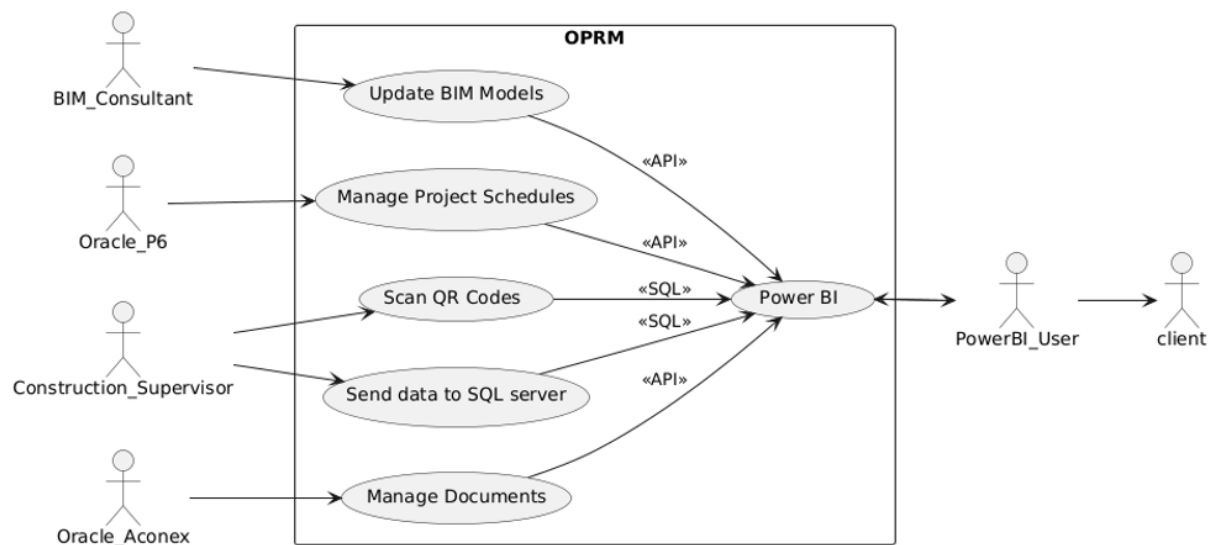 OPRM
BIM_Consultant
Update BIM Models
«API»
Oracle_P6
Manage Project Schedules
«API»
Construction_Supervisor
Scan QR Codes
«SQL»
Send data to SQL server
«SQL»
Oracle_Aconex
Manage Documents
«API»
Power BI
PowerBI_User
client